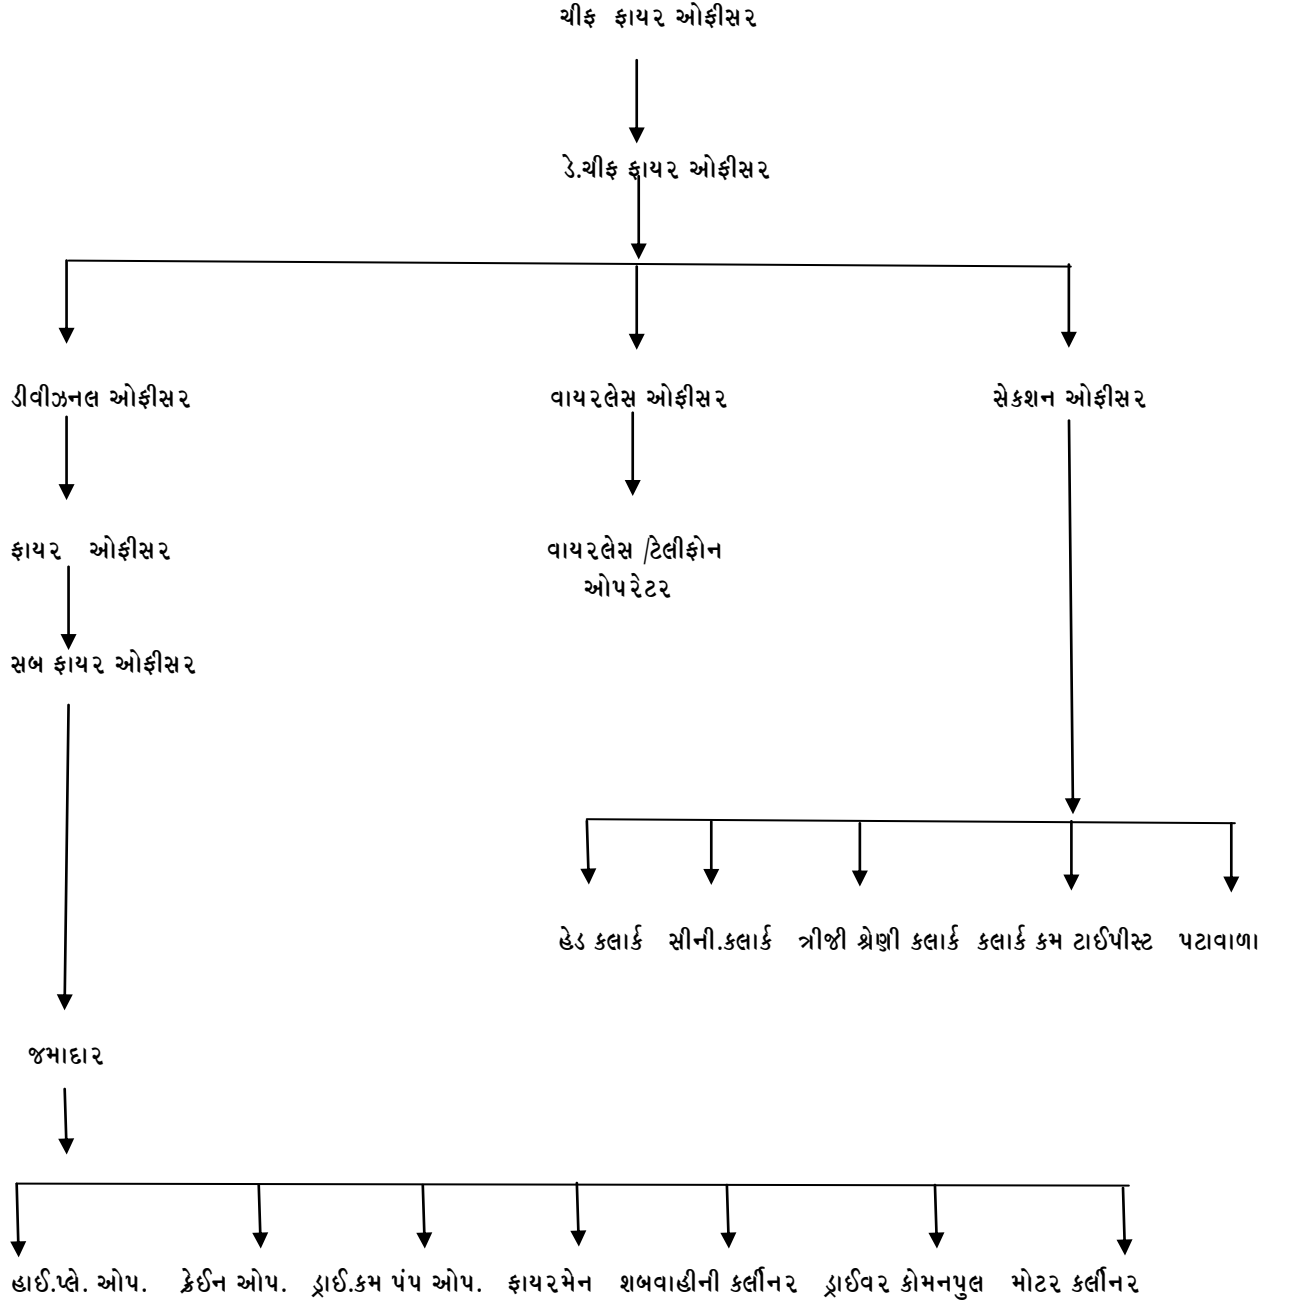 ચીફ ફાયર ઓફીસર
ડે.ચીફ ફાયર ઓફીસર
ડીવીઝનલ ઓફીસર વાયરલેસ ઓફીસર સેકશન ઓફીસર
ફાયર ઓફીસર વાયરલેસ /ટેલીફોન
ઓપરેટર
સબ ફાયર ઓફીસર
હેડ કલાર્ક સીની.કલાર્ક ત્રીજી શ્રેણી કલાર્ક કલાર્ક કમ ટાઈપીસ્ટ પટાવાળા
જમાદાર
હાઈ.પ્લે. ઓપ. ક્રેઈન ઓપ. ડ્રાઈ.કમ પંપ ઓપ. ફાયરમેન શબવાહીની કર્લીનર ડ્રાઈવર કોમનપુલ મોટર કર્લીનર